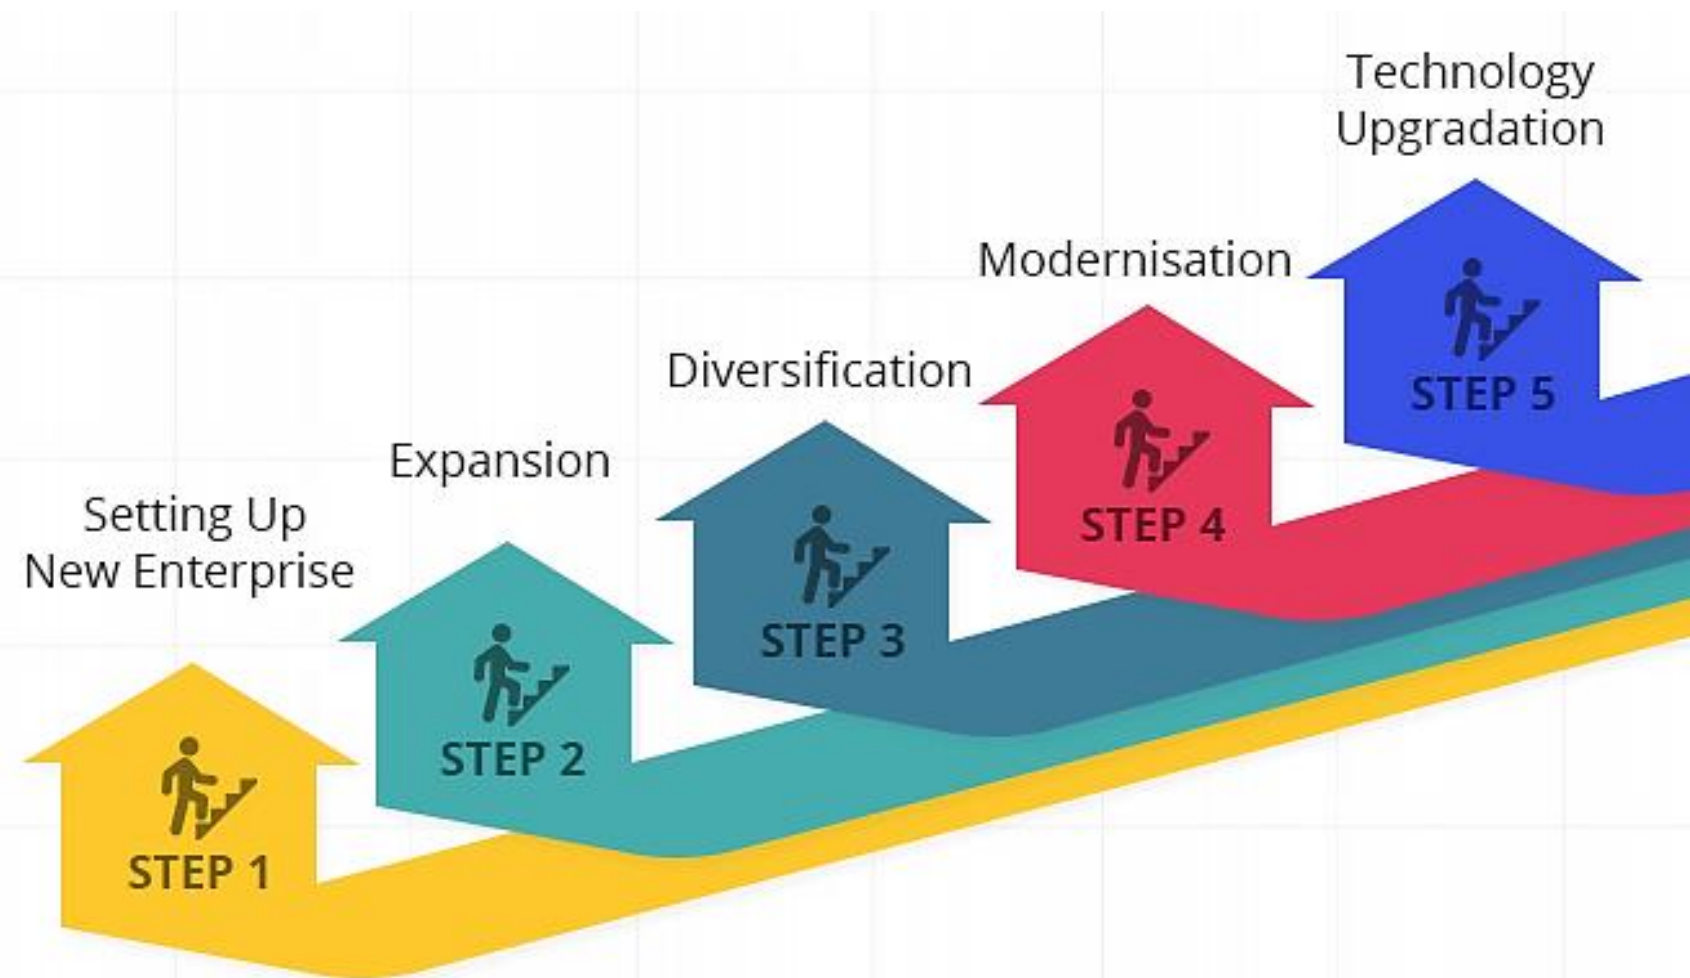 Setting Up
New Enterprise
STEP 1
Expansion
STEP 2
Diversification
STEP 3
Modernisation
STEP 4
Technology
Upgradation
STEP 5